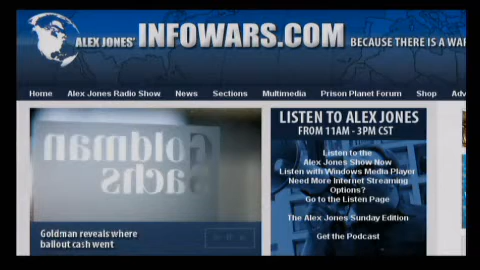 ALEX JONES' INFOWARS.COM BECAUSE THERE IS A WAR
Home Alex Jones Radio Show News Sections Multimedia Prison Planet Forum Shop Adv
Goldman
Sachs
Goldman reveals where
bailout cash went
LISTEN TO ALEX JONES
FROM 11AM - 3PM CST
Listen to the
Alex Jones Show Now
Listen with Windows Media Player
Need More Internet Streaming
Options?
Go to the Listen Page
The Alex Jones Sunday Edition
Get the Podcast